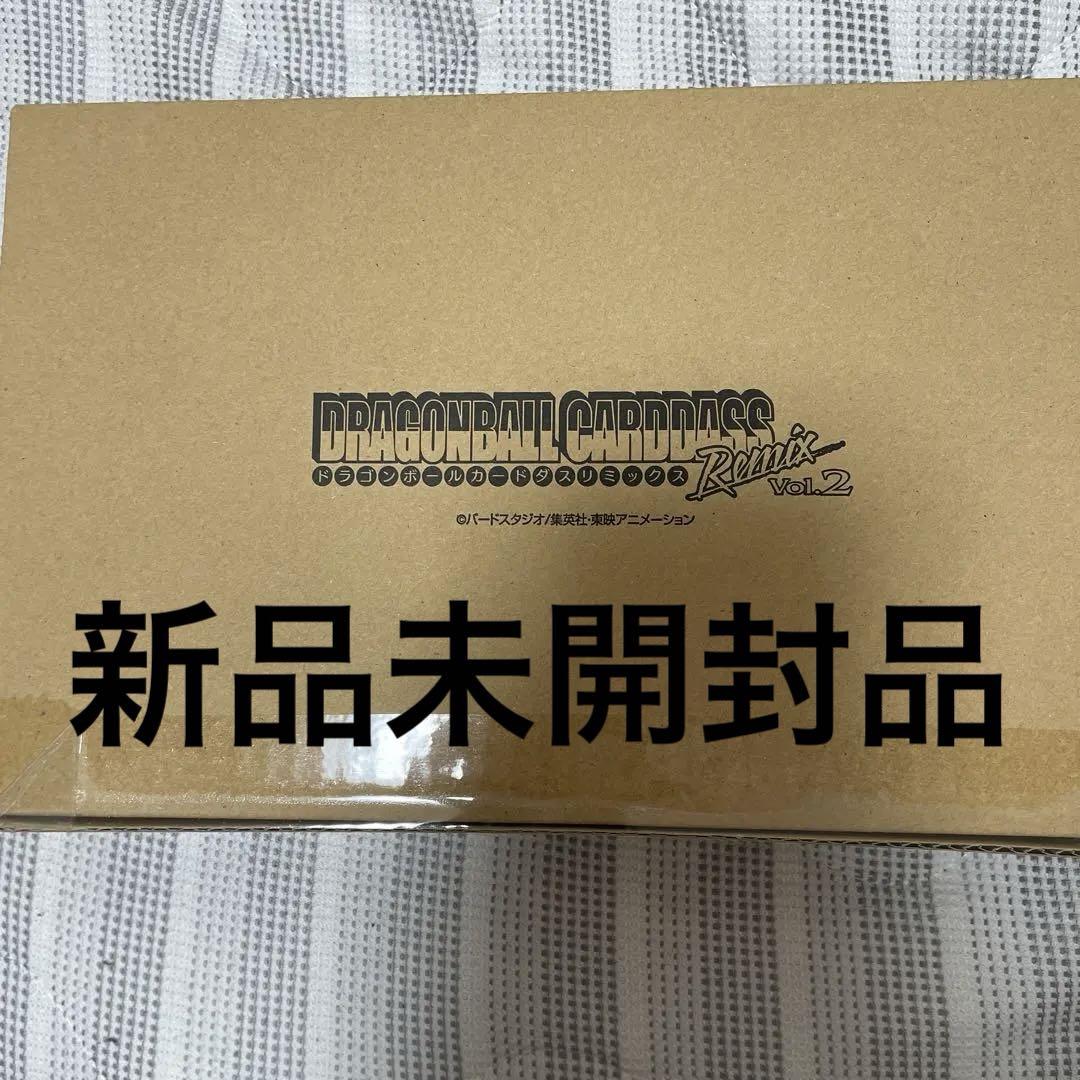 DRAGONBALL CARDDASS
ドラゴンボールカードダスリミックス Remix Vol.2
©バードスタジオ/集英社・東映アニメーション
新品未開封品